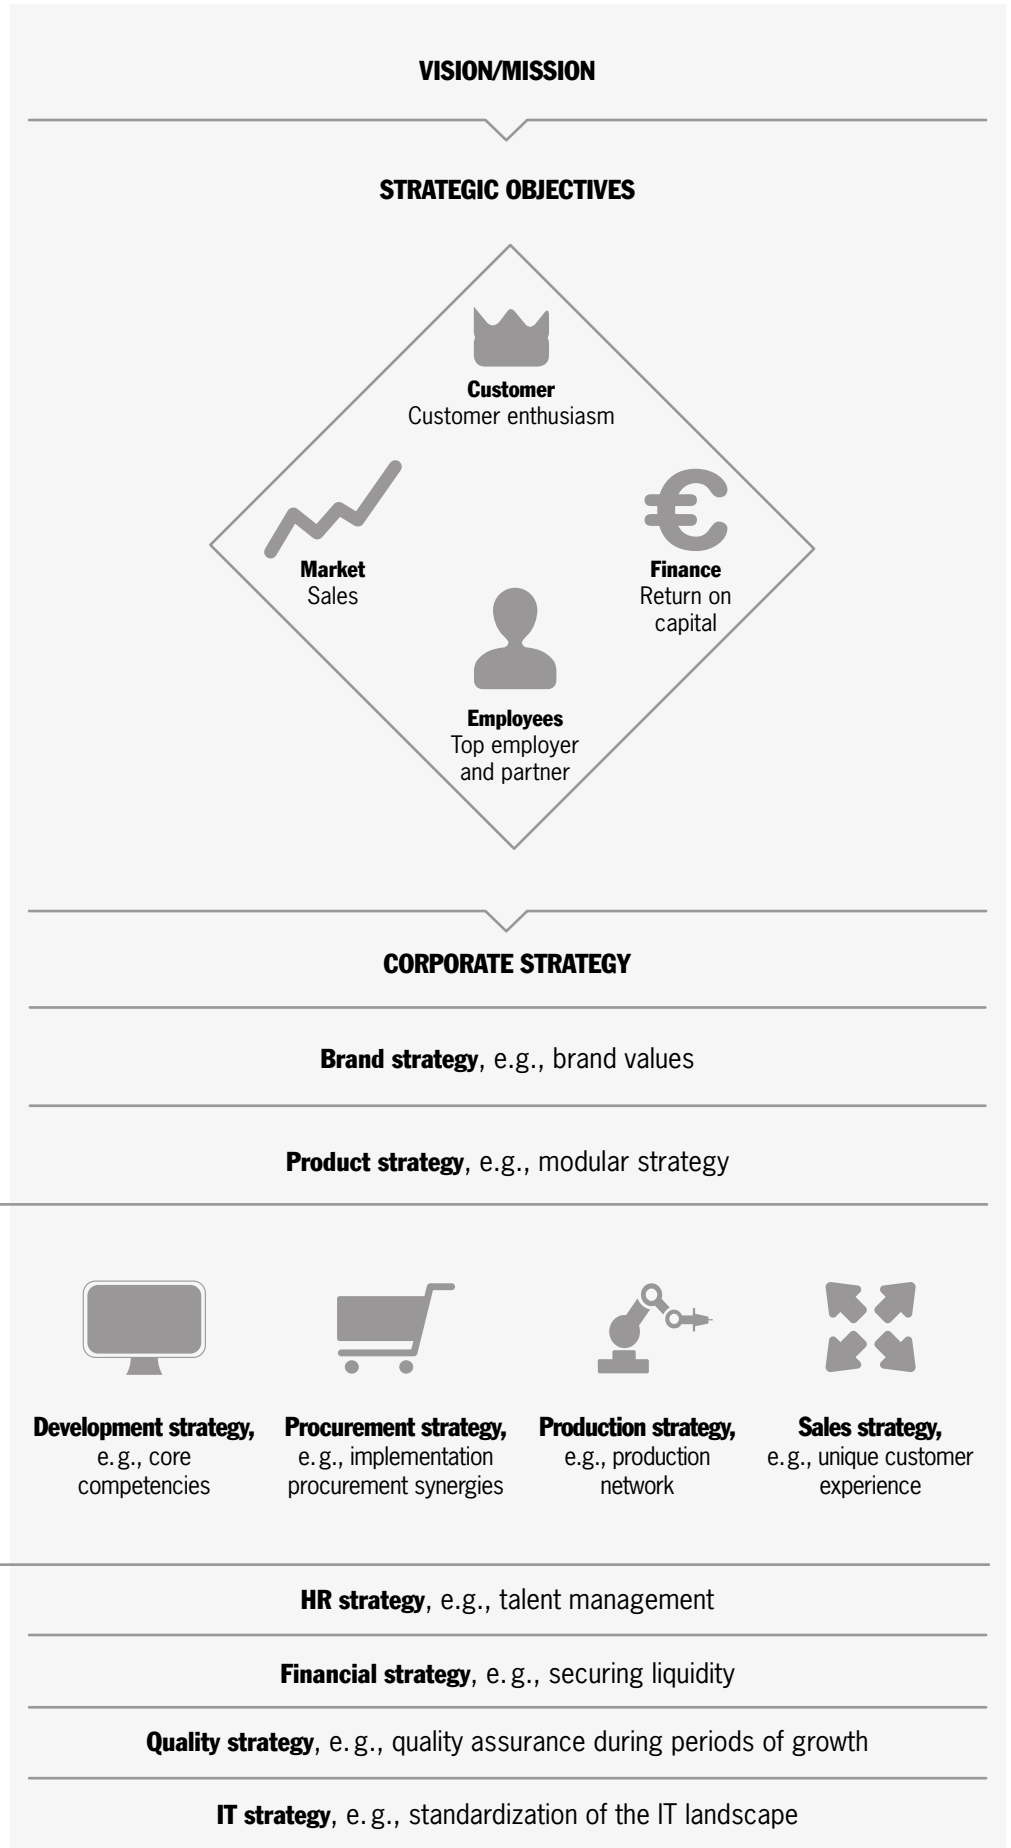 VISION/MISSION
STRATEGIC OBJECTIVES
Customer
Customer enthusiasm
Market
Sales
Finance
Return on
capital
Employees
Top employer
and partner
CORPORATE STRATEGY
Brand strategy, e.g., brand values
Product strategy, e.g., modular strategy
Development strategy,
e. g., core
competencies
Procurement strategy,
e. g., implementation
procurement synergies
Production strategy,
e.g., production
network
Sales strategy,
e. g., unique customer
experience
HR strategy, e.g., talent management
Financial strategy, e. g., securing liquidity
Quality strategy, e. g., quality assurance during periods of growth
IT strategy, e. g., standardization of the IT landscape